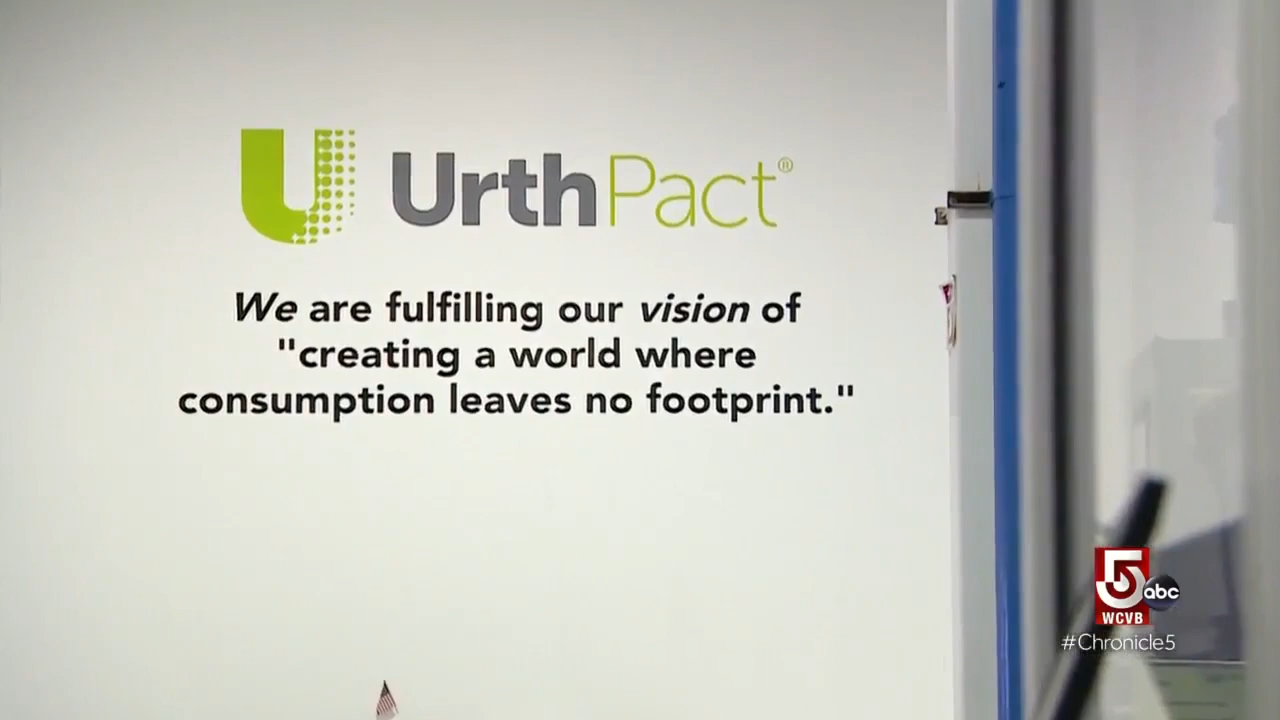 UrthPact®
We are fulfilling our vision of
"creating a world where
consumption leaves no footprint."
5
abc
WCVB
#Chronicle5